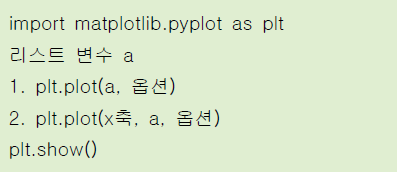 import matplotlib.pyplot as plt
리스트 변수 a
1. plt.plot(a, 옵션)
2. plt.plot(x축, a, 옵션)
plt.show()